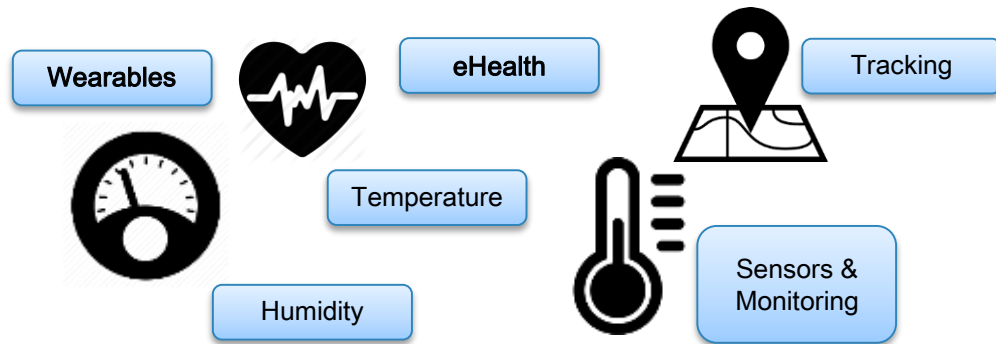 Wearables
eHealth
Tracking
Temperature
Sensors &
Monitoring
Humidity